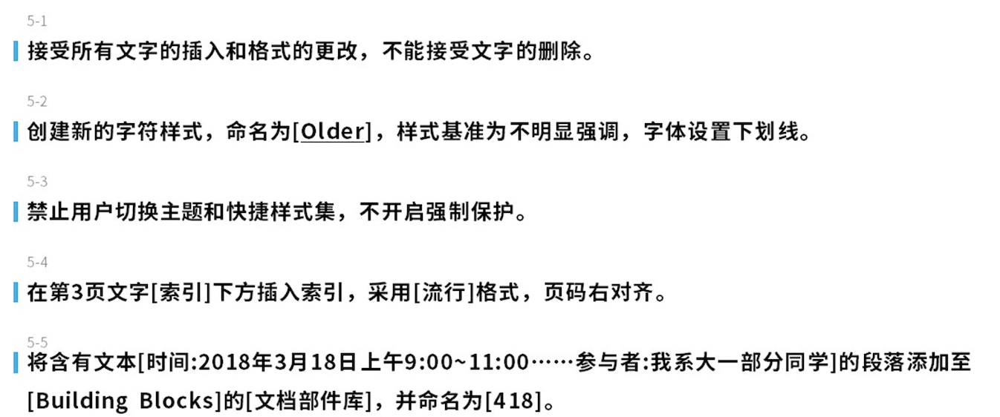 5-1
接受所有文字的插入和格式的更改，不能接受文字的删除。
5-2
创建新的字符样式，命名为[Older]，样式基准为不明显强调，字体设置下划线。
5-3
禁止用户切换主题和快捷样式集，不开启强制保护。
5-4
在第3页文字[索引]下方插入索引，采用[流行]格式，页码右对齐。
5-5
将含有文本[时间:2018年3月18日上午9:00~11:00……参与者:我系大一部分同学]的段落添加至
[Building Blocks]的[文档部件库]，并命名为[418]。